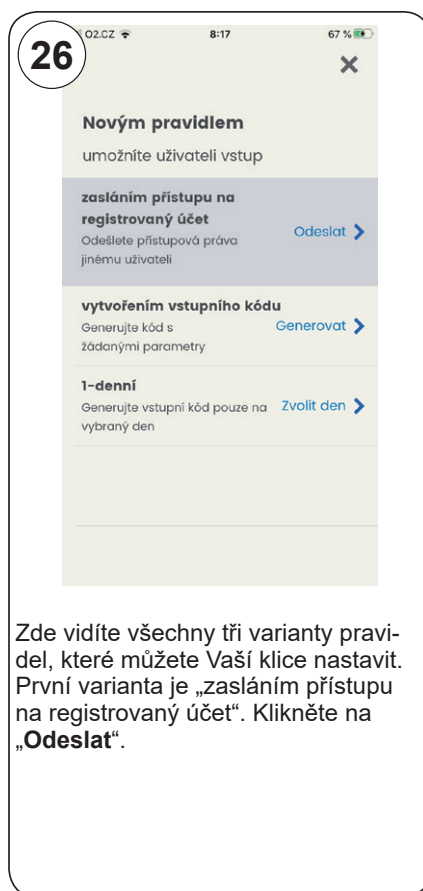 26
O2.CZ 8:17 67 %
Novým pravidlem
umožníte uživateli vstup
zasláním přístupu na
registrovaný účet
Odešlete přístupová práva
jinému uživateli
Odeslat
vytvořením vstupního kódu
Generujte kód s
žádanými parametry
Generovat
1-denní
Generujte vstupní kód pouze na
vybraný den
Zvolit den
Zde vidíte všechny tři varianty pravi-
del, které můžete Vaší klice nastavit.
První varianta je „zasláním přístupu
na registrovaný účet“. Klikněte na
„Odeslat“.